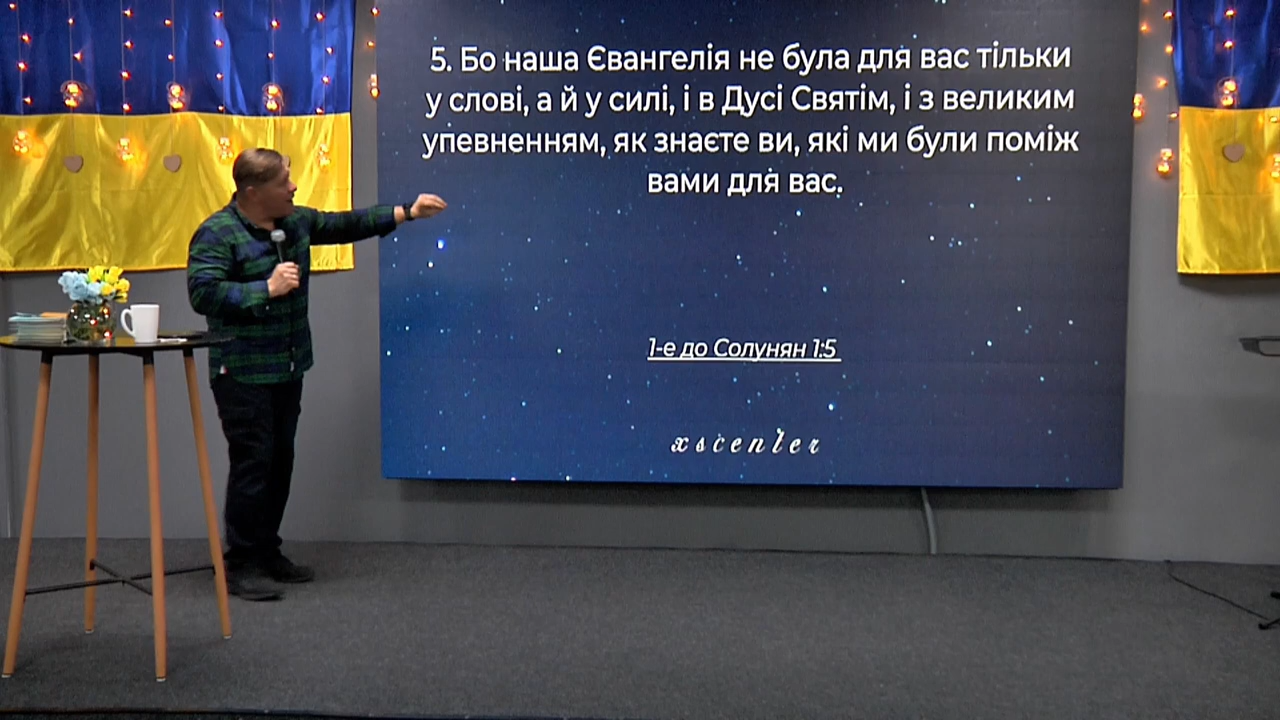 5. Бо наша Євангелія не була для вас тільки
у слові, а й у силі, і в Дусі Святім, і з великим
упевненням, як знаєте ви, які ми були поміж
вами для вас.
1-е до Солунян 1:5
xscenter